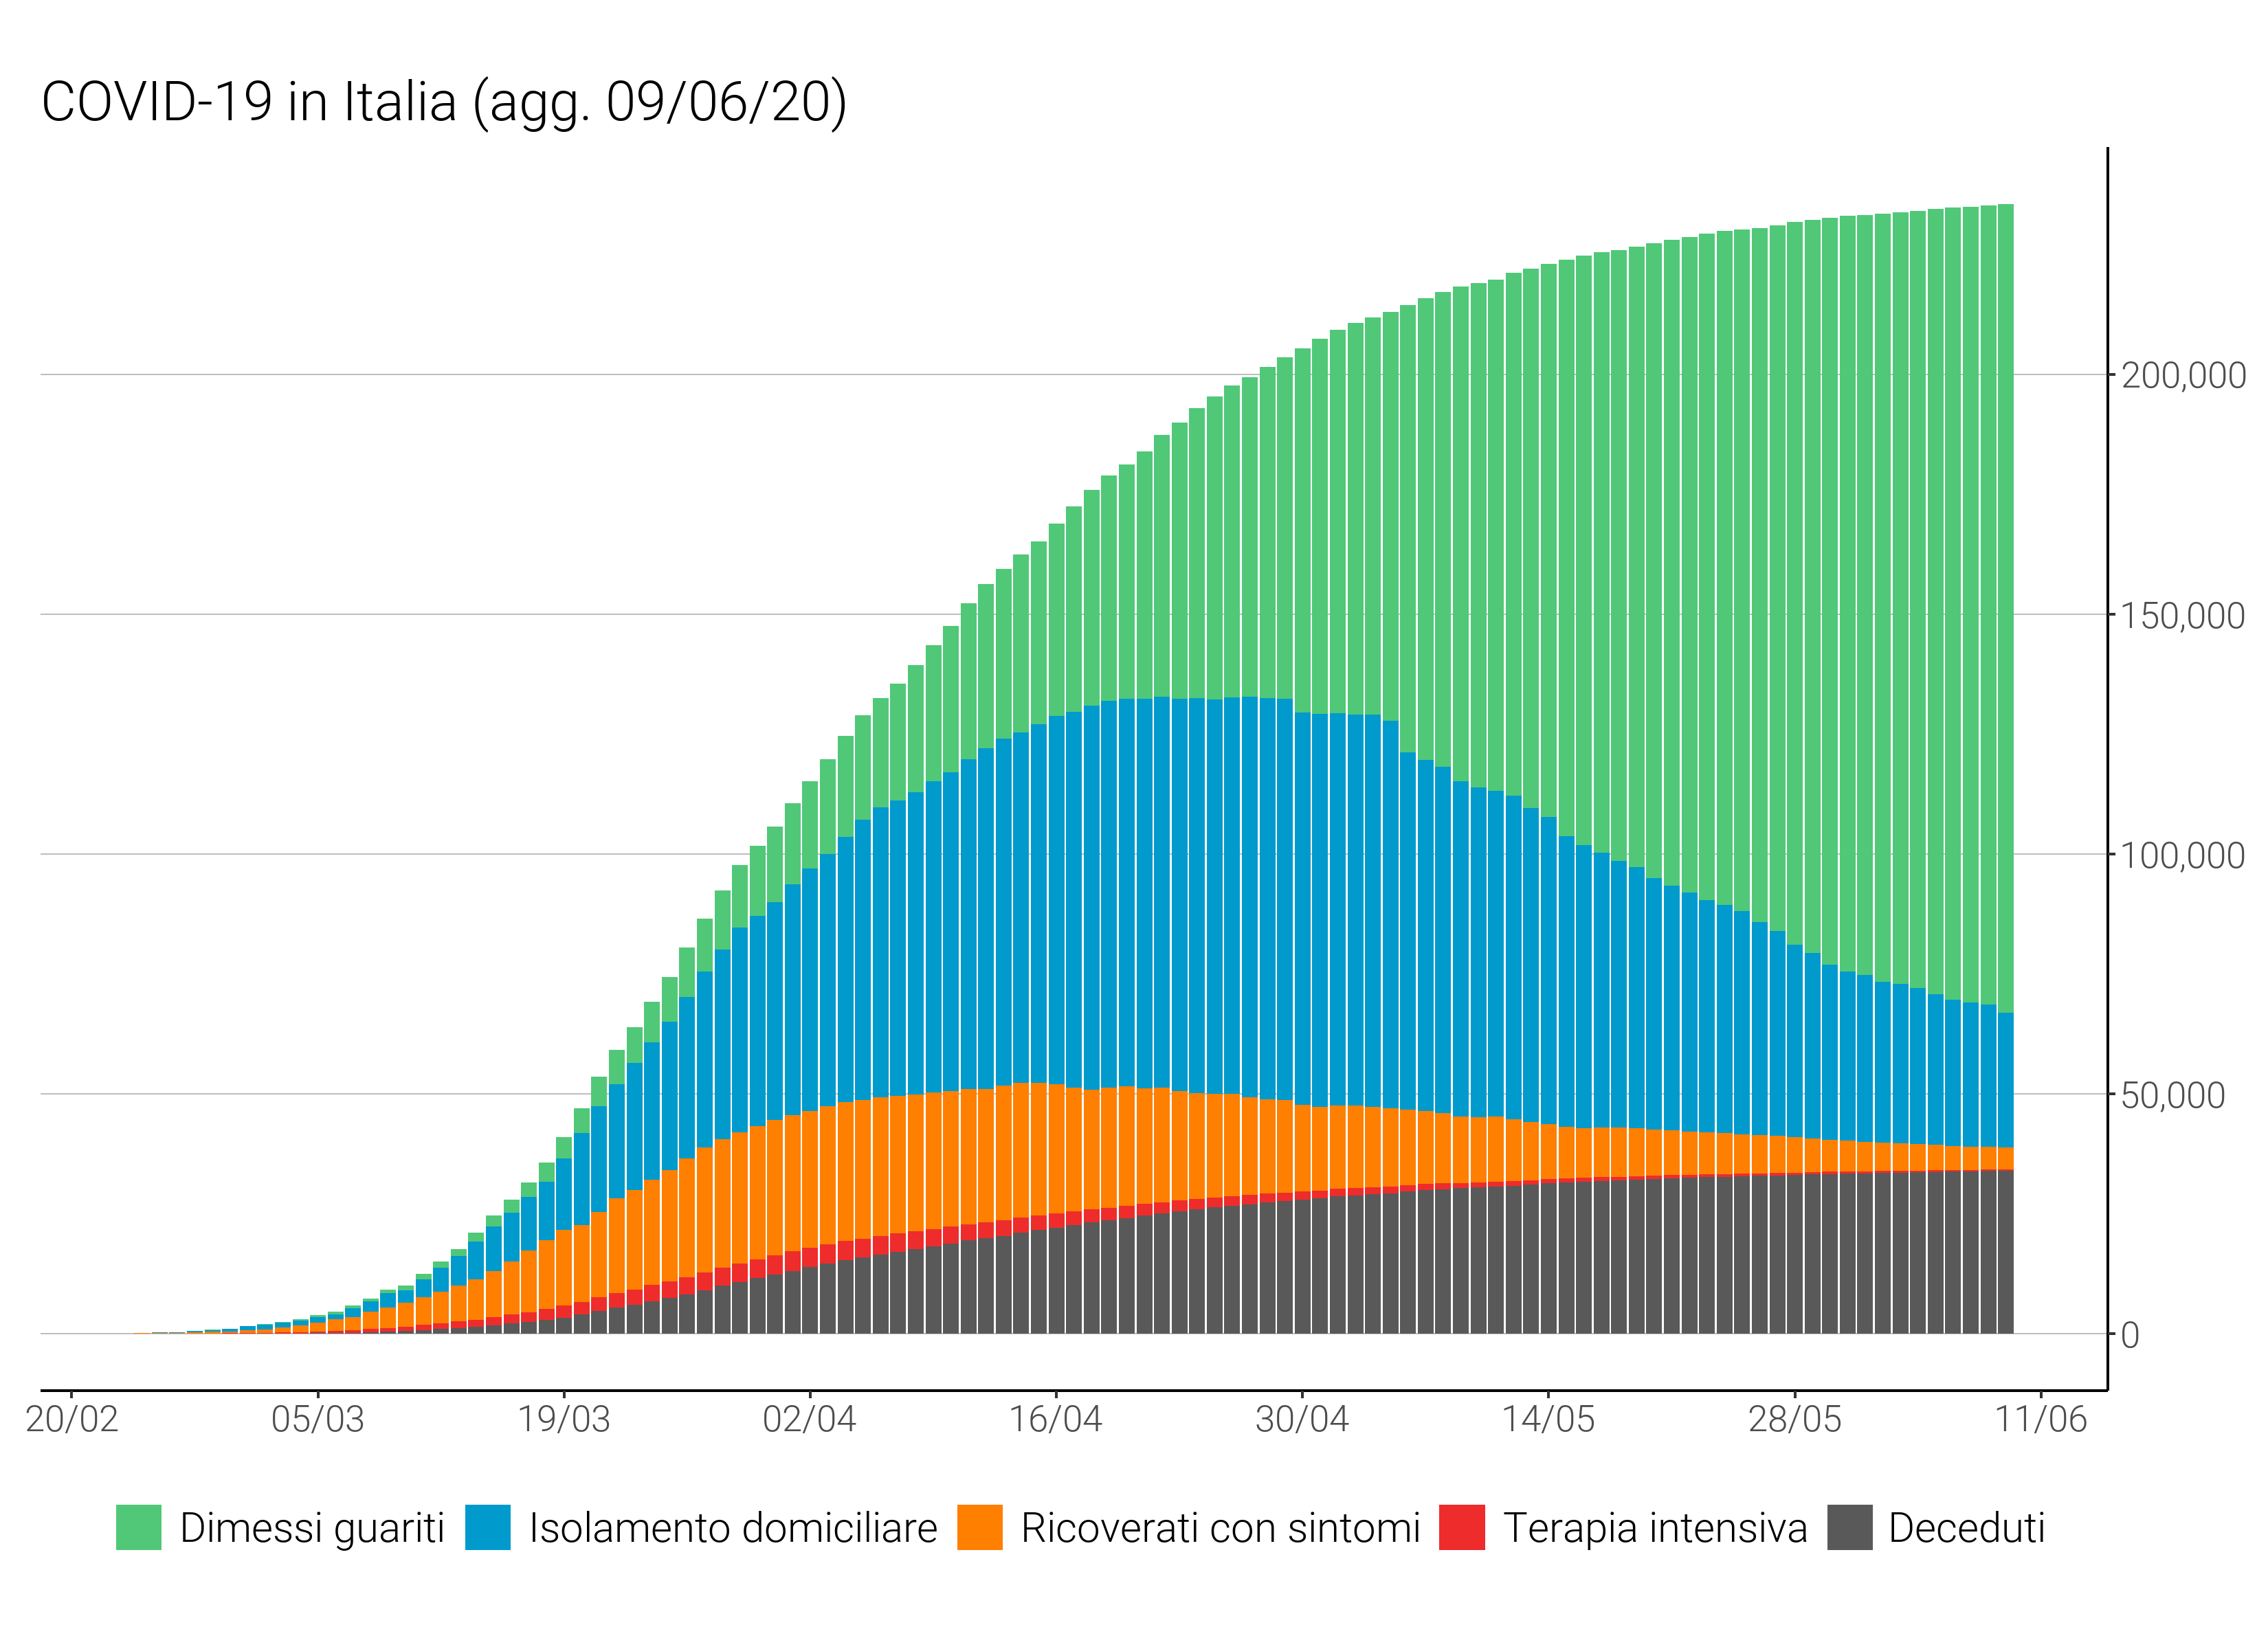 COVID-19 in Italia (agg. 09/06/20)
200,000
150,000
100,000
50,000
0
20/02 05/03 19/03 02/04 16/04 30/04 14/05 28/05 11/06
Dimessi guariti Isolamento domiciliare Ricoverati con sintomi Terapia intensiva Deceduti